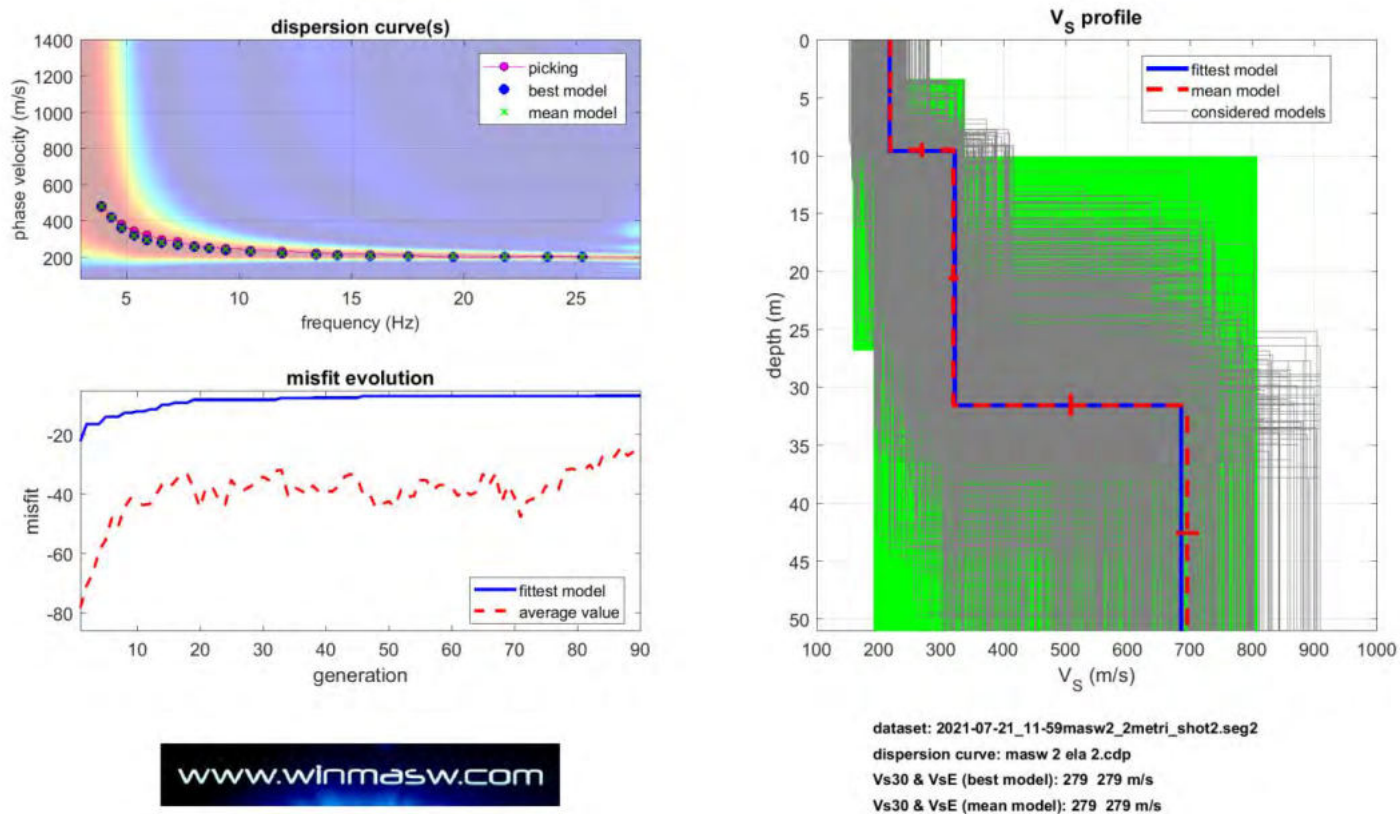 dispersion curve(s)
1400
1200
1000
800
600
400
200
phase velocity (m/s)
picking
best model
mean model
5
10
15
20
25
frequency (Hz)
misfit evolution
-20
-40
-60
-80
misfit
fittest model
average value
10
20
30
40
50
60
70
80
90
generation
www.winmasw.com
VS profile
0
5
10
15
20
25
30
35
40
45
50
depth (m)
fittest model
mean model
considered models
100
200
300
400
500
600
700
800
900
1000
VS (m/s)
dataset: 2021-07-21_11-59masw2_2metri_shot2.seg2
dispersion curve: masw 2 ela 2.cdp
Vs30 & VsE (best model): 279 279 m/s
Vs30 & VsE (mean model): 279 279 m/s